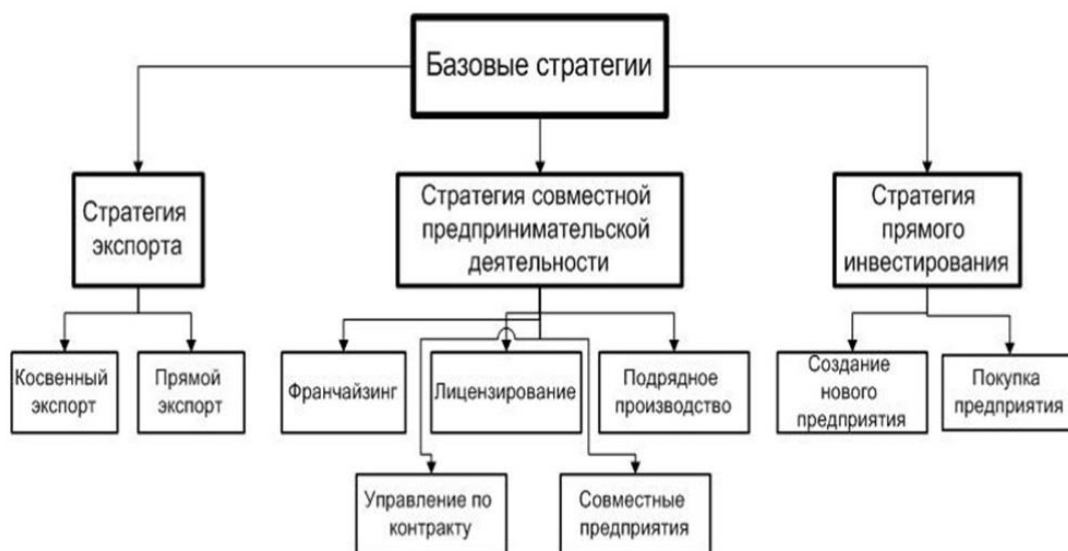 Базовые стратегии
Стратегия
экспорта
Стратегия совместной
предпринимательской
деятельности
Стратегия
прямого
инвестирования
Косвенный
экспорт
Прямой
экспорт
Франчайзинг
Лицензирование
Подрядное
производство
Создание
нового
предприятия
Покупка
предприятия
Управление по
контракту
Совместные
предприятия